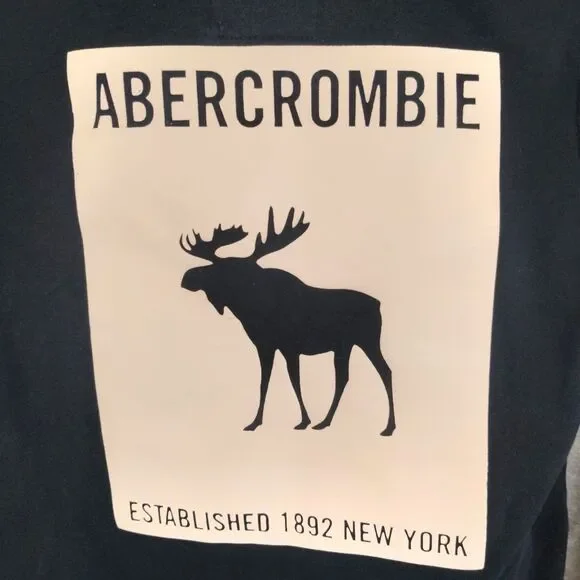 ABERCROMBIE
ESTABLISHED 1892 NEW YORK